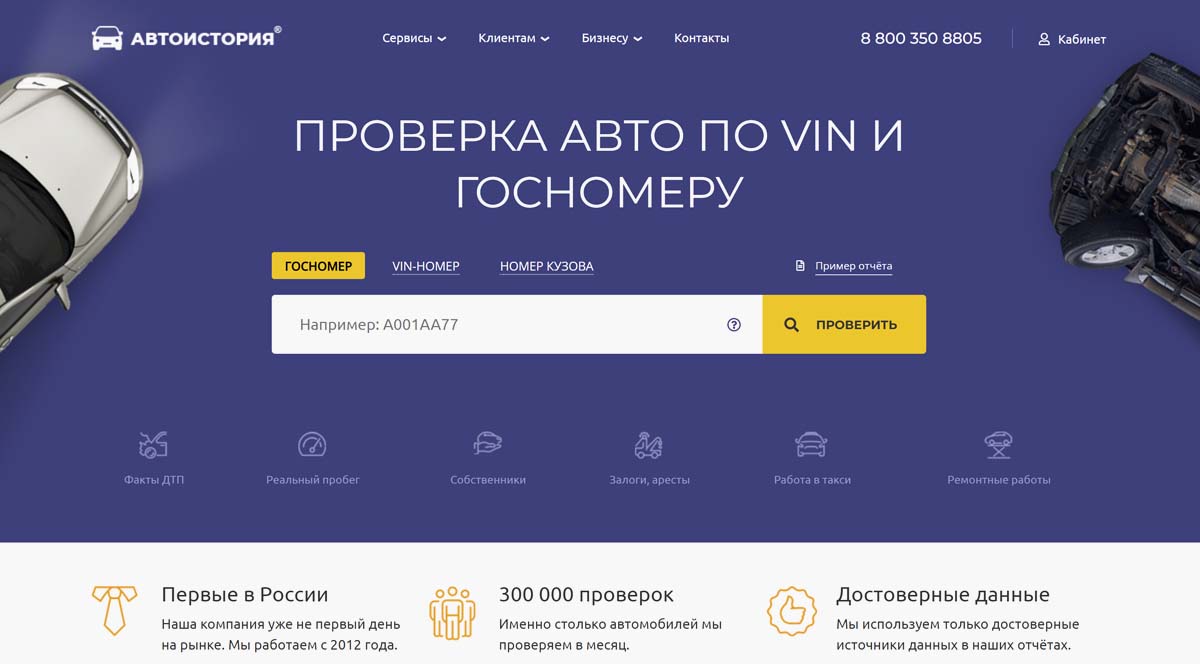 АВТОИСТОРИЯ®
Сервисы
Клиентам
Бизнесу
Контакты
8 800 350 8805
Кабинет
ПРОВЕРКА АВТО ПО VIN И
ГОСНОМЕРУ
ГОСНОМЕР
VIN-НОМЕР
НОМЕР КУЗОВА
Пример отчёта
Например: А001АА77
ПРОВЕРИТЬ
Факты ДТП
Реальный пробег
Собственники
Залоги, аресты
Работа в такси
Ремонтные работы
Первые в России
Наша компания уже не первый день
на рынке. Мы работаем с 2012 года.
300 000 проверок
Именно столько автомобилей мы
проверяем в месяц.
Достоверные данные
Мы используем только достоверные
источники данных в наших отчётах.